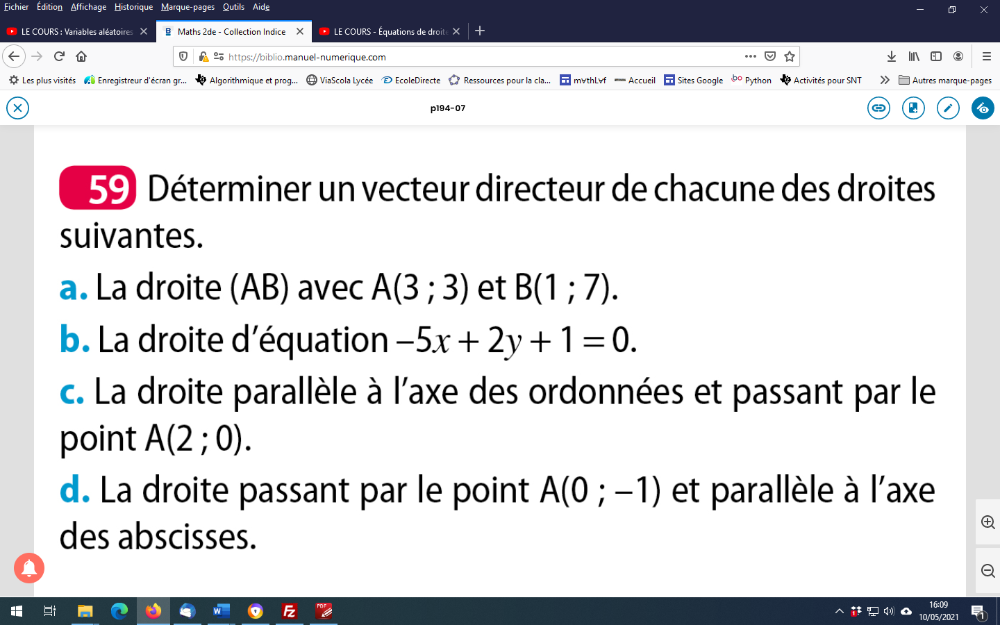 Fichier Édition Affichage Historique Marque-pages Outils Aide
LE COURS : Variables aléatoires Maths 2de - Collection Indice LE COURS - Équations de droite
https://biblio.manuel-numerique.com
Les plus visités Enregistreur d'écran gr... Algorithmique et prog... ViaScola Lycée EcoleDirecte Ressources pour la cla... m∀thL∀f Accueil Sites Google Python Activités pour SNT Autres marque-pages
p194-07
59 Déterminer un vecteur directeur de chacune des droites
suivantes.
a. La droite (AB) avec A(3 ; 3) et B(1 ; 7).
b. La droite d'équation –5x + 2y + 1 = 0.
c. La droite parallèle à l'axe des ordonnées et passant par le
point A(2 ; 0).
d. La droite passant par le point A(0 ; –1) et parallèle à l'axe
des abscisses.
16:09
10/05/2021